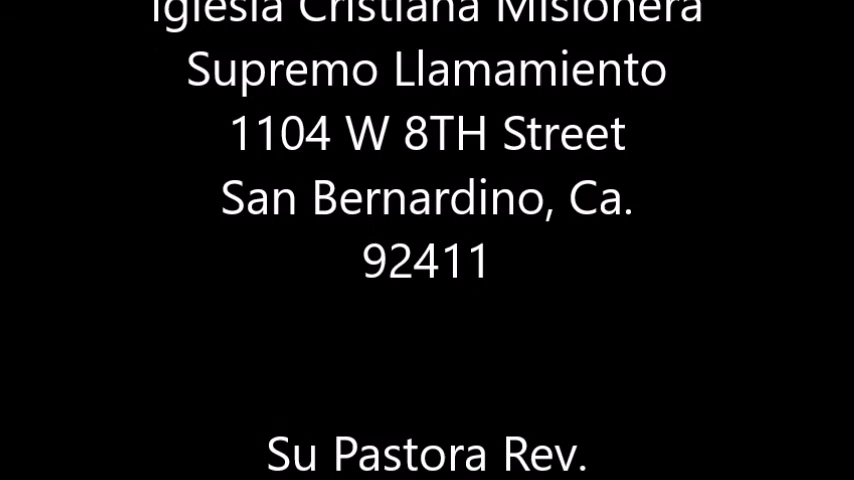 Iglesia Cristiana Misionera
Supremo Llamamiento
1104 W 8TH Street
San Bernardino, Ca.
92411
Su Pastora Rev.